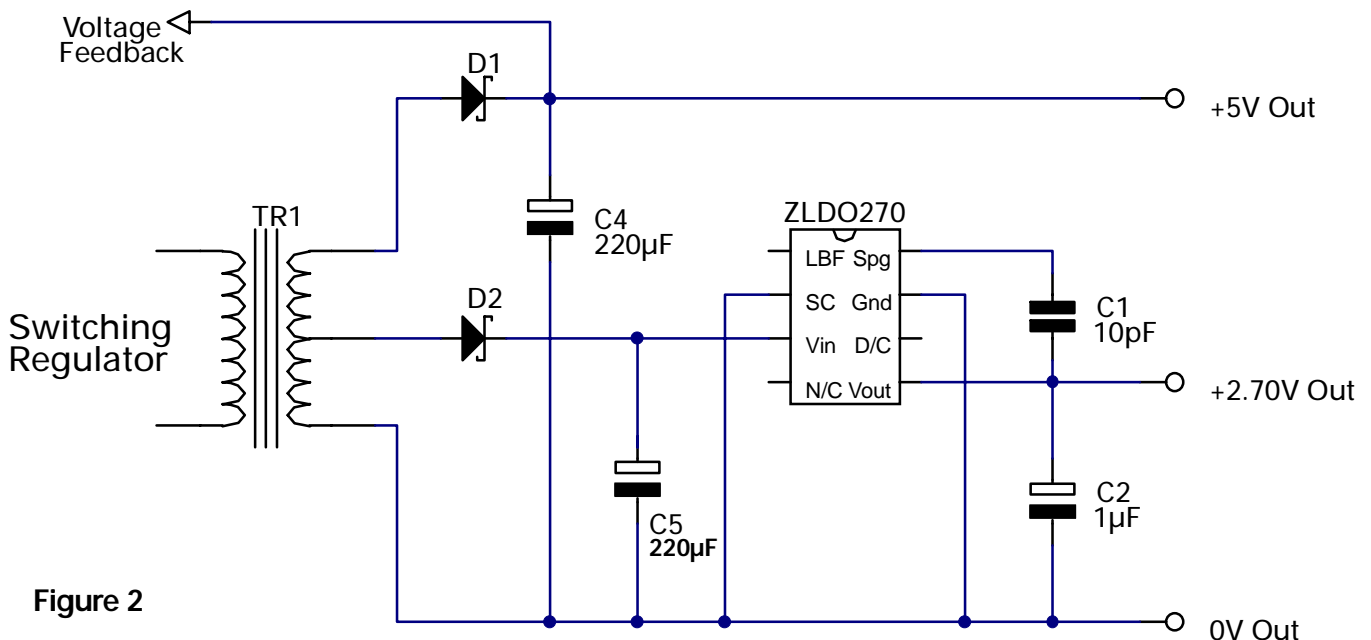 Voltage
Feedback
D1
+5V Out
TR1
C4
220µF
ZLDO270
LBF Spg
SC Gnd
Vin D/C
N/C Vout
C1
10pF
D2
Switching
Regulator
+2.70V Out
C5
220µF
C2
1µF
Figure 2
0V Out